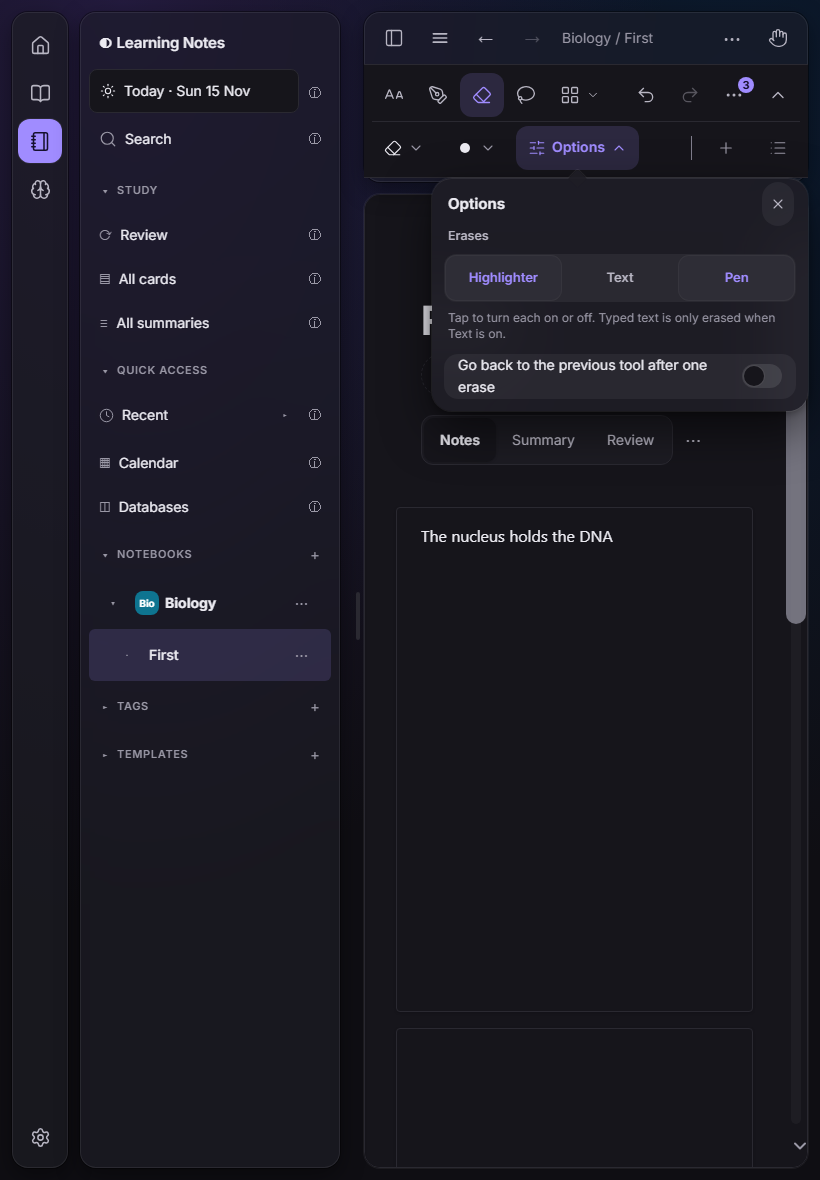 Learning Notes
Today · Sun 15 Nov
Search
STUDY
Review
All cards
All summaries
QUICK ACCESS
Recent
Calendar
Databases
NOTEBOOKS
Bio Biology
First
TAGS
TEMPLATES
Biology / First
AA
3
Options
Options
Erases
Highlighter Text Pen
Tap to turn each on or off. Typed text is only erased when
Text is on.
Go back to the previous tool after one
erase
Notes Summary Review
The nucleus holds the DNA